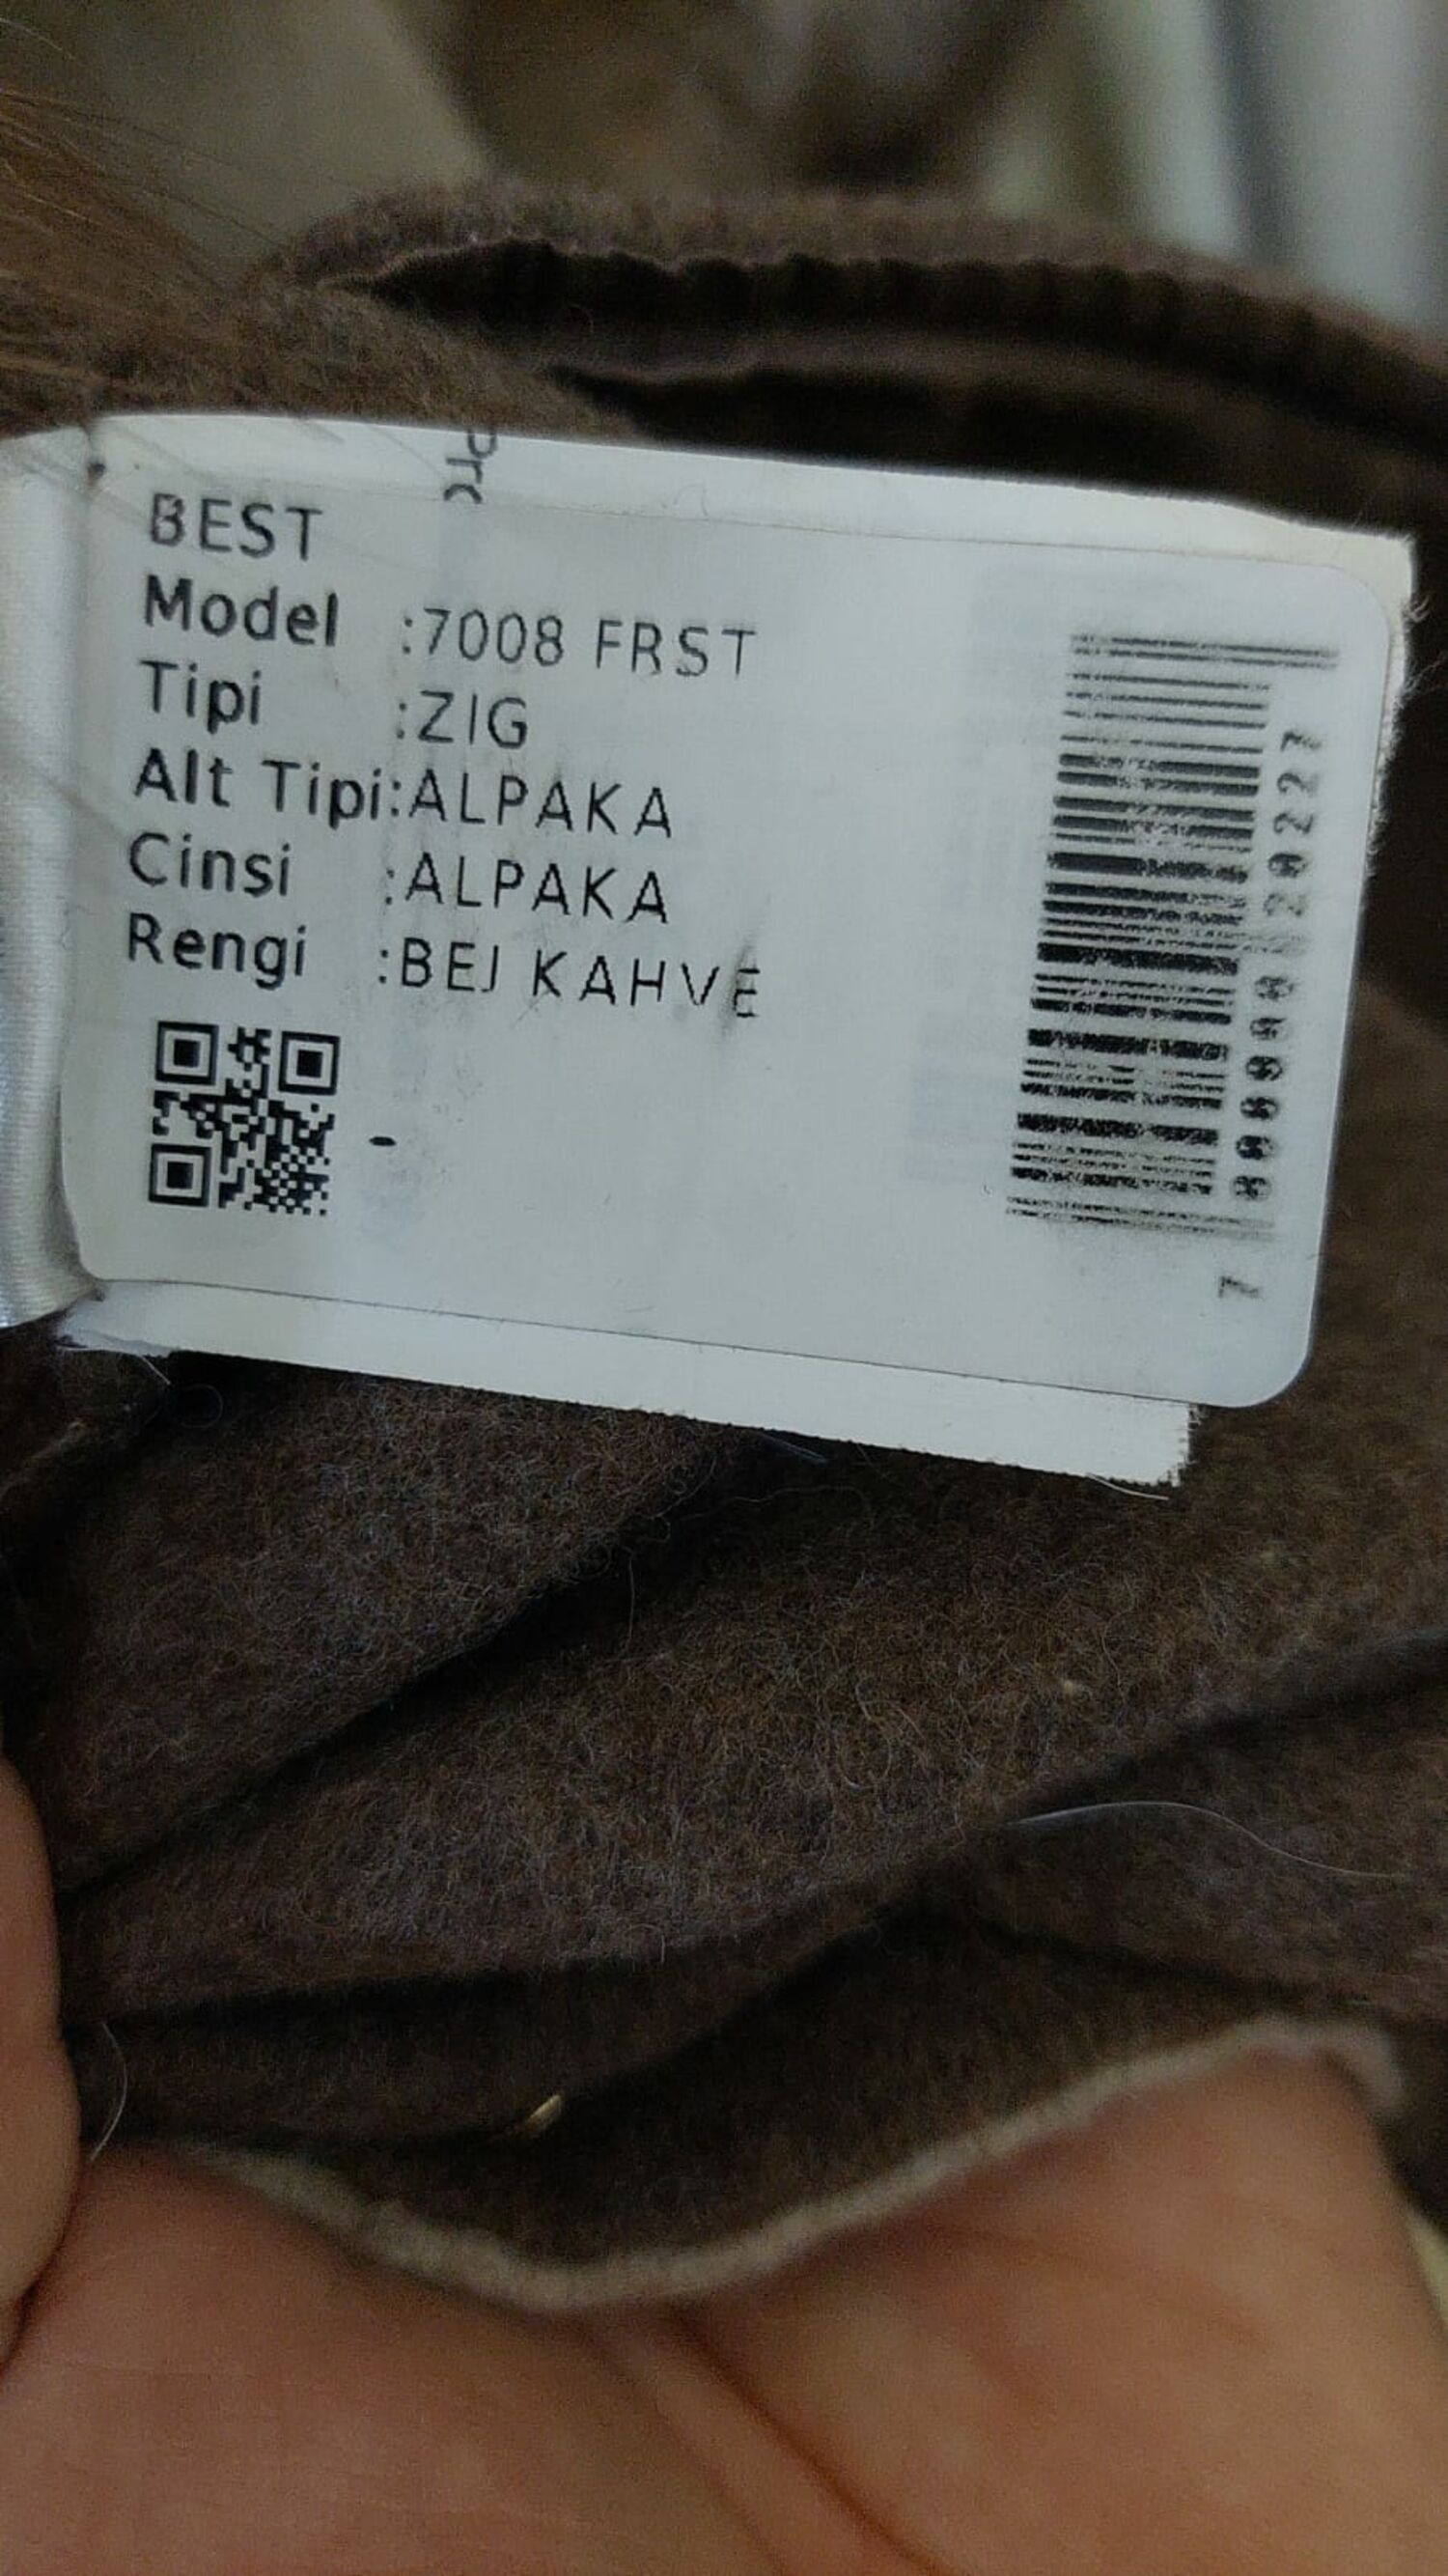 BEST
Model :7008 FRST
Tipi :ZIG
Alt Tipi:ALPAKA
Cinsi :ALPAKA
Rengi :BEJ KAHVE
-